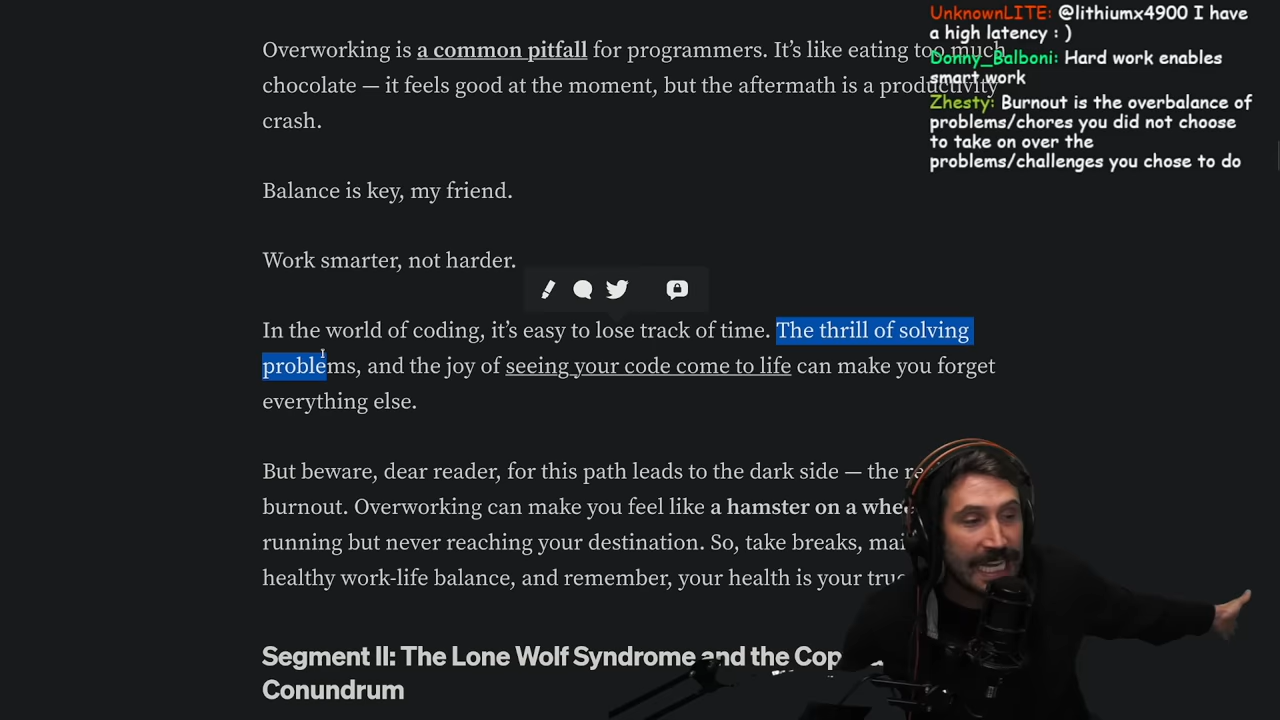 Overworking is a common pitfall for programmers. It's like eating too much
chocolate — it feels good at the moment, but the aftermath is a productivity
crash.
Balance is key, my friend.
Work smarter, not harder.
In the world of coding, it's easy to lose track of time. The thrill of solving
problems, and the joy of seeing your code come to life can make you forget
everything else.
But beware, dear reader, for this path leads to the dark side — the
burnout. Overworking can make you feel like a hamster on a
running but never reaching your destination. So, take breaks,
healthy work-life balance, and remember, your health is your
Segment II: The Lone Wolf Syndrome and the
Conundrum
UnknownLITE: @lithiumx4900 I have
a high latency : )
Donny_Balboni: Hard work enables
smart work
Zhesty: Burnout is the overbalance of
problems/chores you did not choose
to take on over the
problems/challenges you chose to do